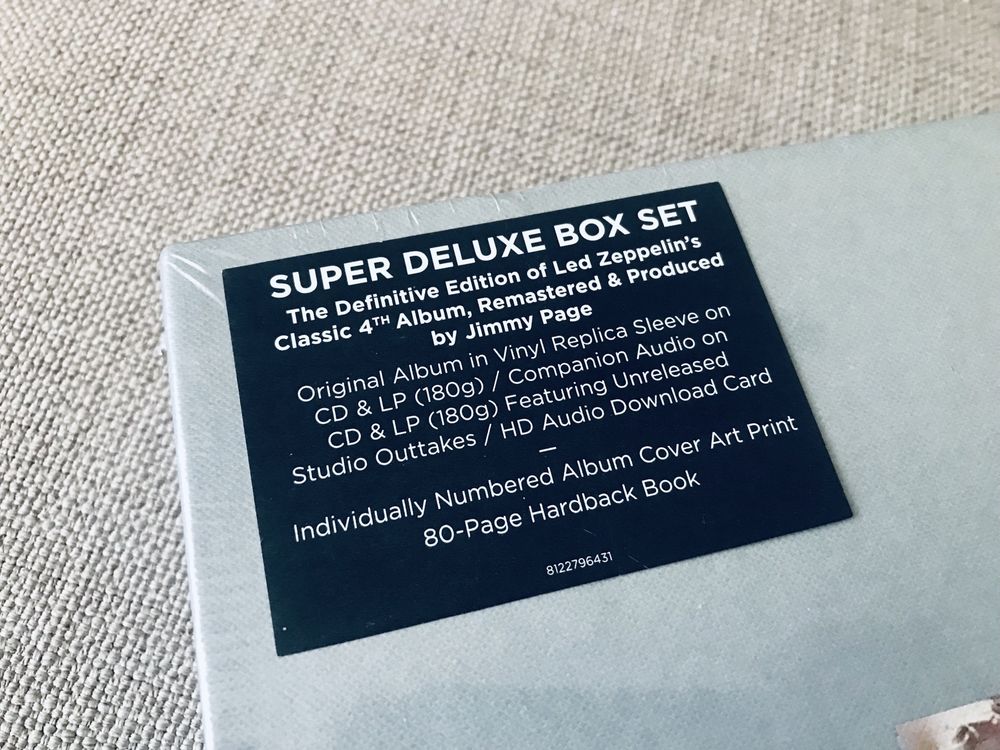 SUPER DELUXE BOX SET
The Definitive Edition of Led Zeppelin's
Classic 4TH Album, Remastered & Produced
by Jimmy Page
Original Album in Vinyl Replica Sleeve on
CD & LP (180g) / Companion Audio on
CD & LP (180g) Featuring Unreleased
Studio Outtakes / HD Audio Download Card
—
Individually Numbered Album Cover Art Print
80-Page Hardback Book
8122796431